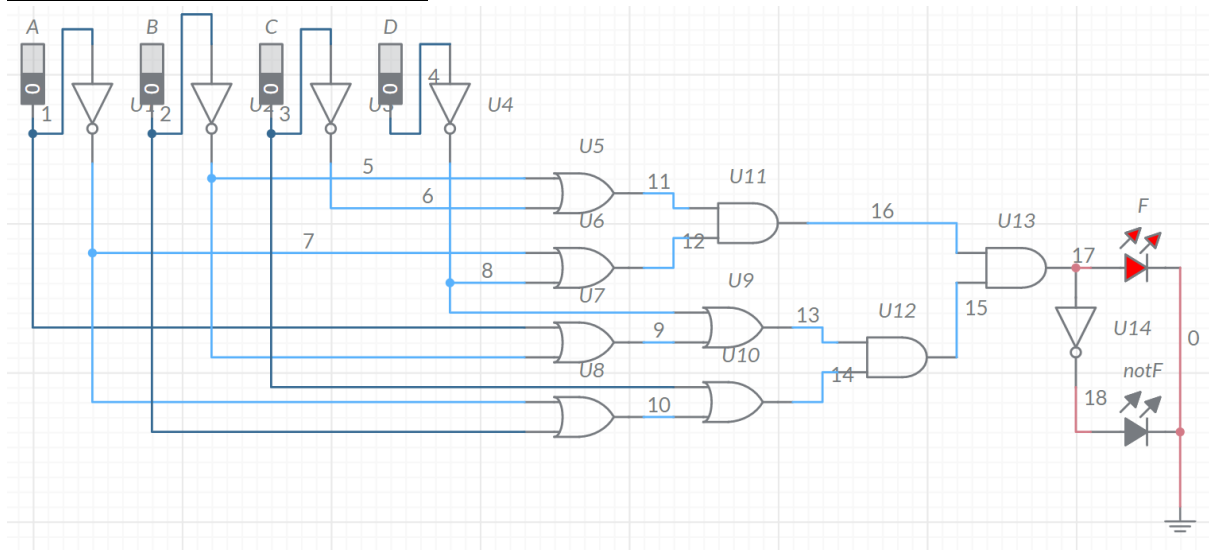 A B C D
0 0 0 0
1 U1 2 U2 3 U3 4 U4
U5
5 11 U11
6 U6 16 F
7 12 U13
8 17
U7 U9
9 13 U12 15 U14
U8 U10 0
14 notF
10 18